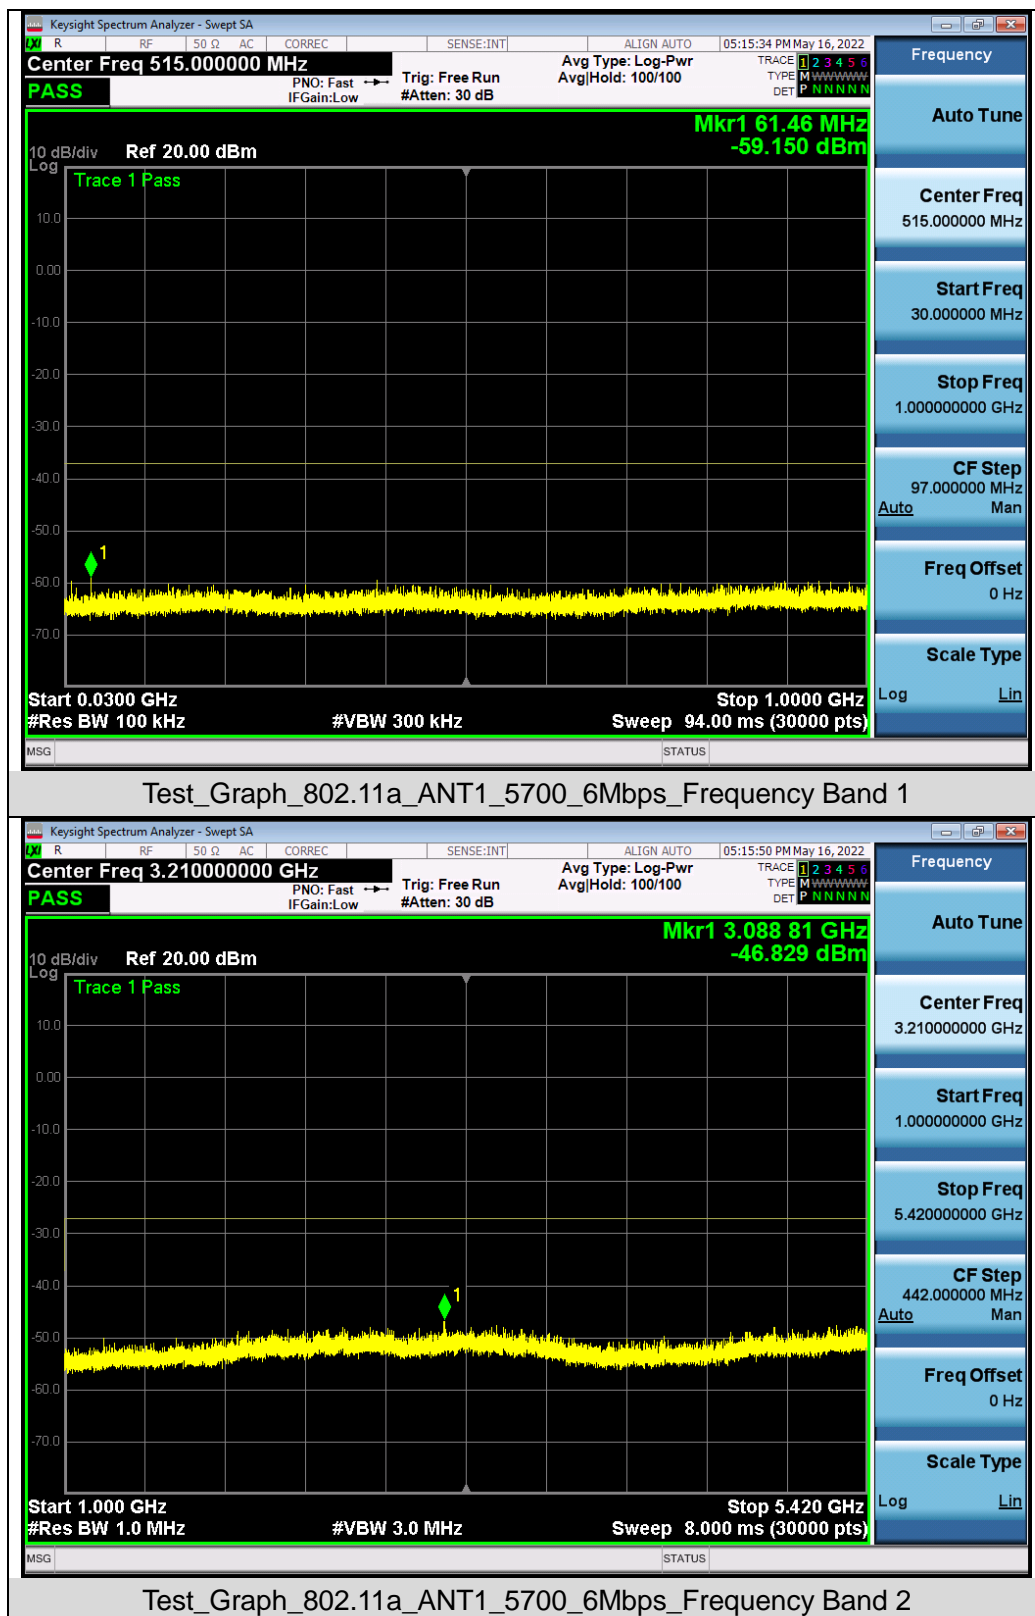 Keysight Spectrum Analyzer - Swept SA
LXI R RF 50 Ω AC CORREC SENSE:INT ALIGN AUTO 05:15:34 PM May 16, 2022
Center Freq 515.000000 MHz
PASS
PNO: Fast
IFGain:Low
Trig: Free Run
#Atten: 30 dB
Avg Type: Log-Pwr
Avg|Hold: 100/100
TRACE 1 2 3 4 5 6
TYPE M W W W W W
DET P N N N N N
Frequency
Mkr1 61.46 MHz
-59.150 dBm
10 dB/div Ref 20.00 dBm
Log
Trace 1 Pass
10.0
0.00
-10.0
-20.0
-30.0
-40.0
-50.0
-60.0
-70.0
1
Start 0.0300 GHz Stop 1.0000 GHz
#Res BW 100 kHz #VBW 300 kHz Sweep 94.00 ms (30000 pts)
MSG STATUS
Auto Tune
Center Freq
515.000000 MHz
Start Freq
30.000000 MHz
Stop Freq
1.000000000 GHz
CF Step
97.000000 MHz
Auto Man
Freq Offset
0 Hz
Scale Type
Log Lin
Test_Graph_802.11a_ANT1_5700_6Mbps_Frequency Band 1
Keysight Spectrum Analyzer - Swept SA
LXI R RF 50 Ω AC CORREC SENSE:INT ALIGN AUTO 05:15:50 PM May 16, 2022
Center Freq 3.210000000 GHz
PASS
PNO: Fast
IFGain:Low
Trig: Free Run
#Atten: 30 dB
Avg Type: Log-Pwr
Avg|Hold: 100/100
TRACE 1 2 3 4 5 6
TYPE M W W W W W
DET P N N N N N
Frequency
Mkr1 3.088 81 GHz
-46.829 dBm
10 dB/div Ref 20.00 dBm
Log
Trace 1 Pass
10.0
0.00
-10.0
-20.0
-30.0
-40.0
-50.0
-60.0
-70.0
1
Start 1.000 GHz Stop 5.420 GHz
#Res BW 1.0 MHz #VBW 3.0 MHz Sweep 8.000 ms (30000 pts)
MSG STATUS
Auto Tune
Center Freq
3.210000000 GHz
Start Freq
1.000000000 GHz
Stop Freq
5.420000000 GHz
CF Step
442.000000 MHz
Auto Man
Freq Offset
0 Hz
Scale Type
Log Lin
Test_Graph_802.11a_ANT1_5700_6Mbps_Frequency Band 2